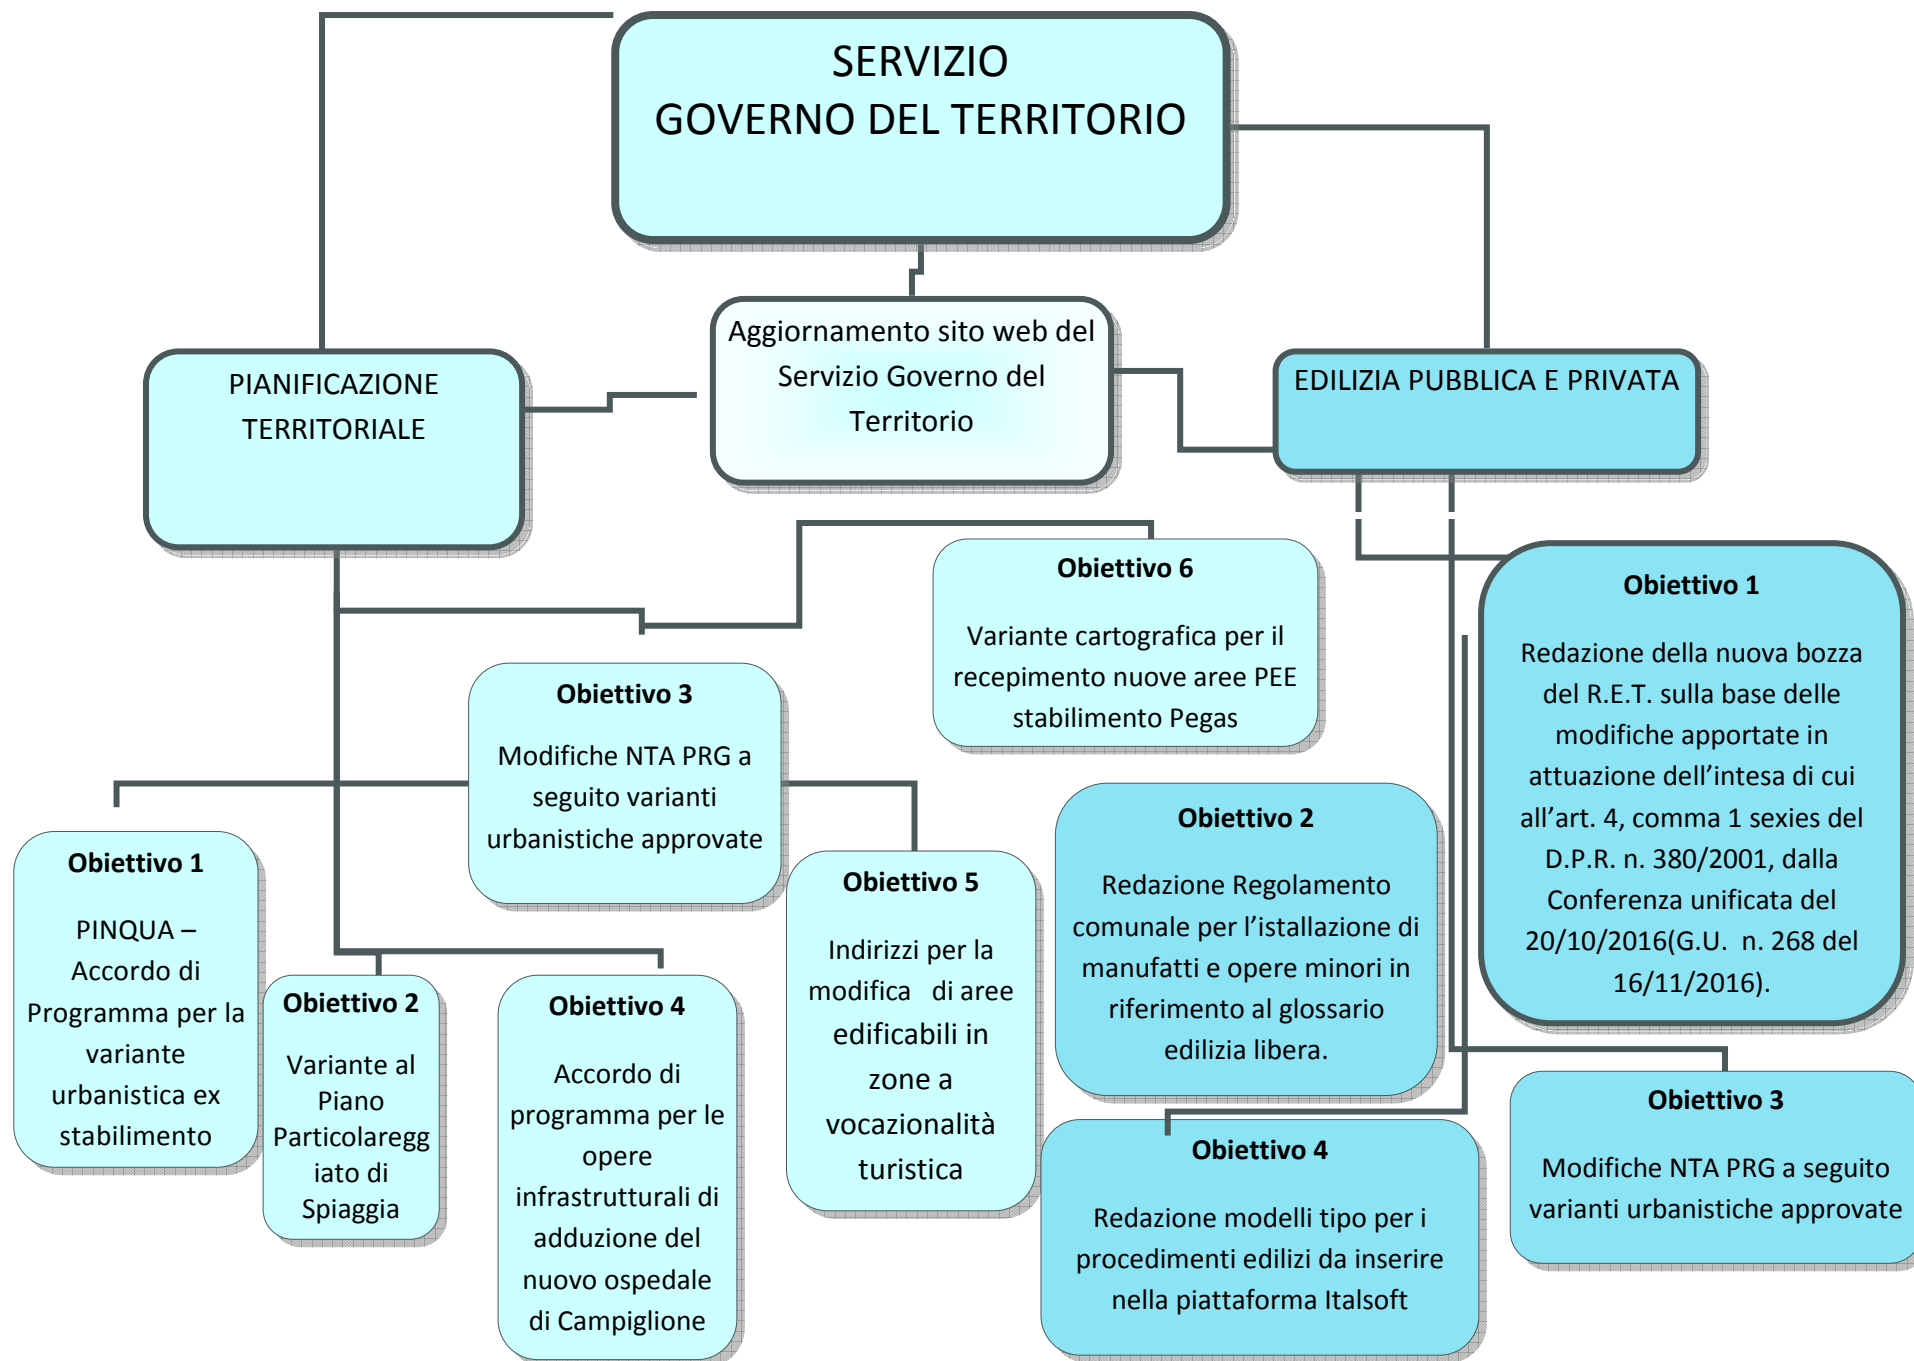 SERVIZIO
GOVERNO DEL TERRITORIO
PIANIFICAZIONE
TERRITORIALE
Aggiornamento sito web del
Servizio Governo del
Territorio
EDILIZIA PUBBLICA E PRIVATA
Obiettivo 6
Variante cartografica per il
recepimento nuove aree PEE
stabilimento Pegas
Obiettivo 1
Redazione della nuova bozza
del R.E.T. sulla base delle
modifiche apportate in
attuazione dell’intesa di cui
all’art. 4, comma 1 sexies del
D.P.R. n. 380/2001, dalla
Conferenza unificata del
20/10/2016(G.U. n. 268 del
16/11/2016).
Obiettivo 3
Modifiche NTA PRG a
seguito varianti
urbanistiche approvate
Obiettivo 2
Redazione Regolamento
comunale per l’istallazione di
manufatti e opere minori in
riferimento al glossario
edilizia libera.
Obiettivo 1
PINQUA –
Accordo di
Programma per la
variante
urbanistica ex
stabilimento
Obiettivo 2
Variante al
Piano
Particolaregg
iato di
Spiaggia
Obiettivo 4
Accordo di
programma per le
opere
infrastrutturali di
adduzione del
nuovo ospedale
di Campiglione
Obiettivo 5
Indirizzi per la
modifica di aree
edificabili in
zone a
vocazionalità
turistica
Obiettivo 4
Redazione modelli tipo per i
procedimenti edilizi da inserire
nella piattaforma Italsoft
Obiettivo 3
Modifiche NTA PRG a seguito
varianti urbanistiche approvate